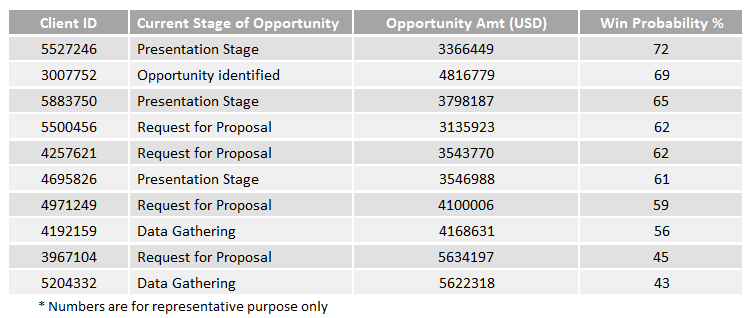 Client ID Current Stage of Opportunity Opportunity Amt (USD) Win Probability %
5527246 Presentation Stage 3366449 72
3007752 Opportunity identified 4816779 69
5883750 Presentation Stage 3798187 65
5500456 Request for Proposal 3135923 62
4257621 Request for Proposal 3543770 62
4695826 Presentation Stage 3546988 61
4971249 Request for Proposal 4100006 59
4192159 Data Gathering 4168631 56
3967104 Request for Proposal 5634197 45
5204332 Data Gathering 5622318 43
* Numbers are for representative purpose only